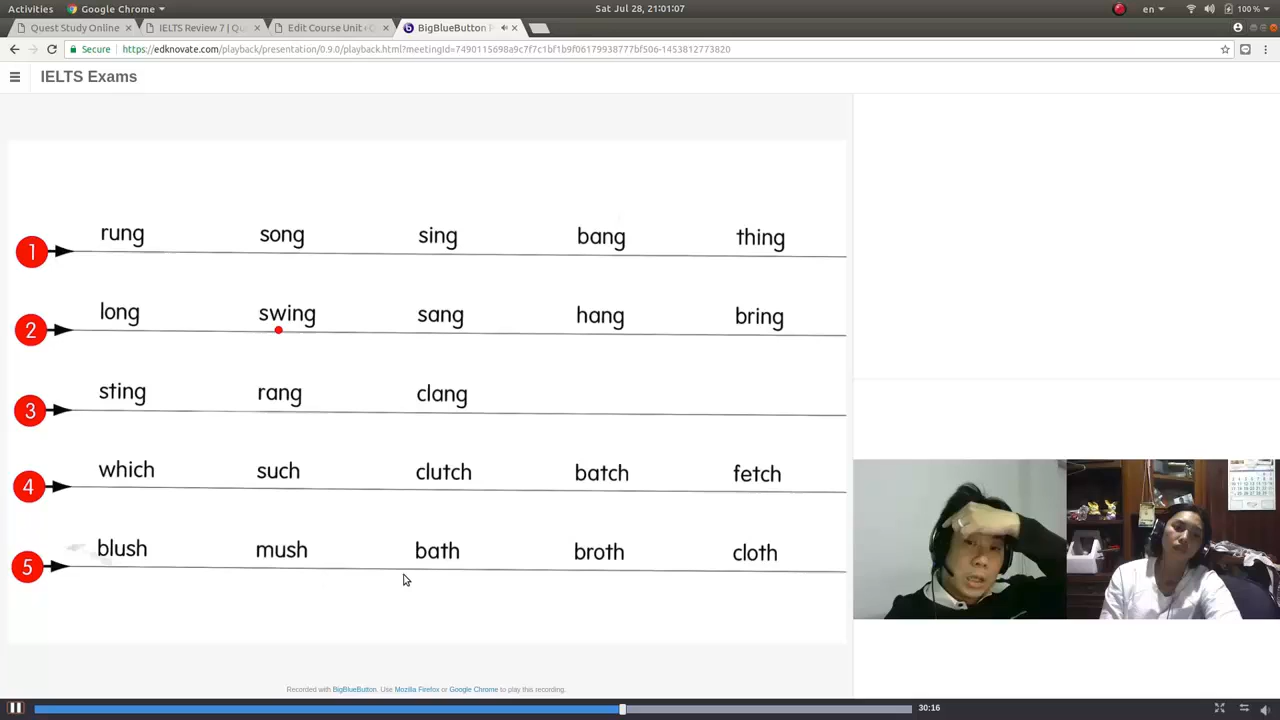 Activities Google Chrome Sat Jul 28, 21:01:07 en 100 %
Quest Study Online IELTS Review 7 | Qu Edit Course Unit BigBlueButton
Secure https://edknovate.com/playback/presentation/0.9.0/playback.html?meetingId=7490115698a9c7f7c1bf1b9f06179938777bf506-1453812773820
IELTS Exams
1 rung song sing bang thing
2 long swing sang hang bring
3 sting rang clang
4 which such clutch batch fetch
5 blush mush bath broth cloth
Recorded with BigBlueButton. Use Mozilla Firefox or Google Chrome to play this recording.
30:16